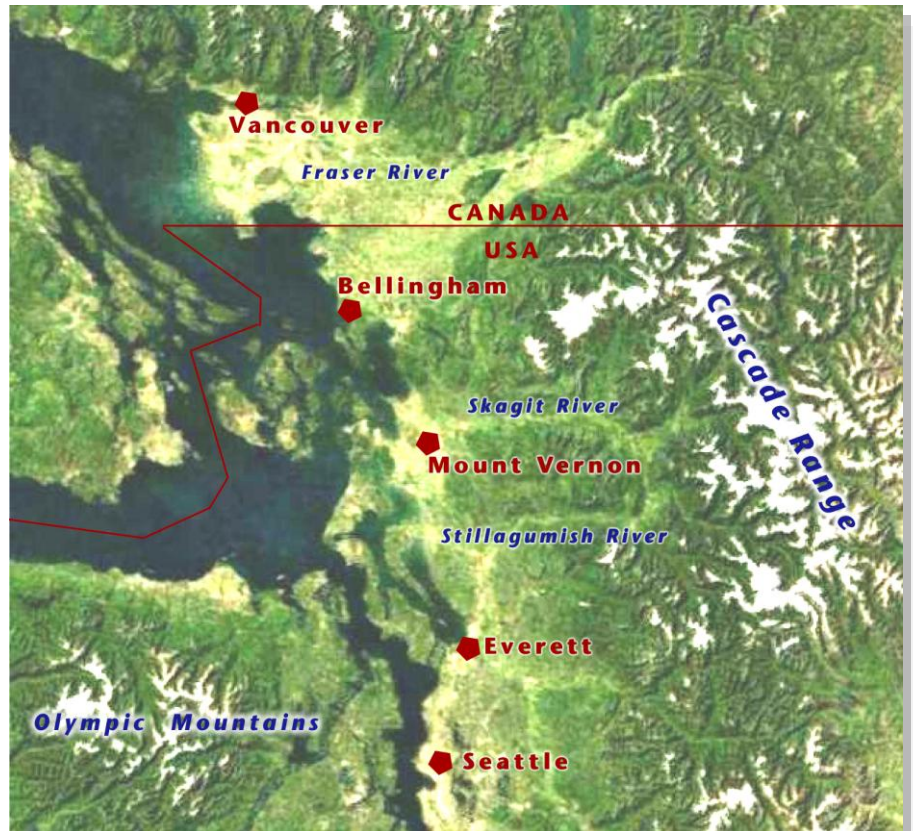 Vancouver
Fraser River
CANADA
USA
Bellingham
Cascade Range
Skagit River
Mount Vernon
Stillagumish River
Everett
Olympic Mountains
Seattle